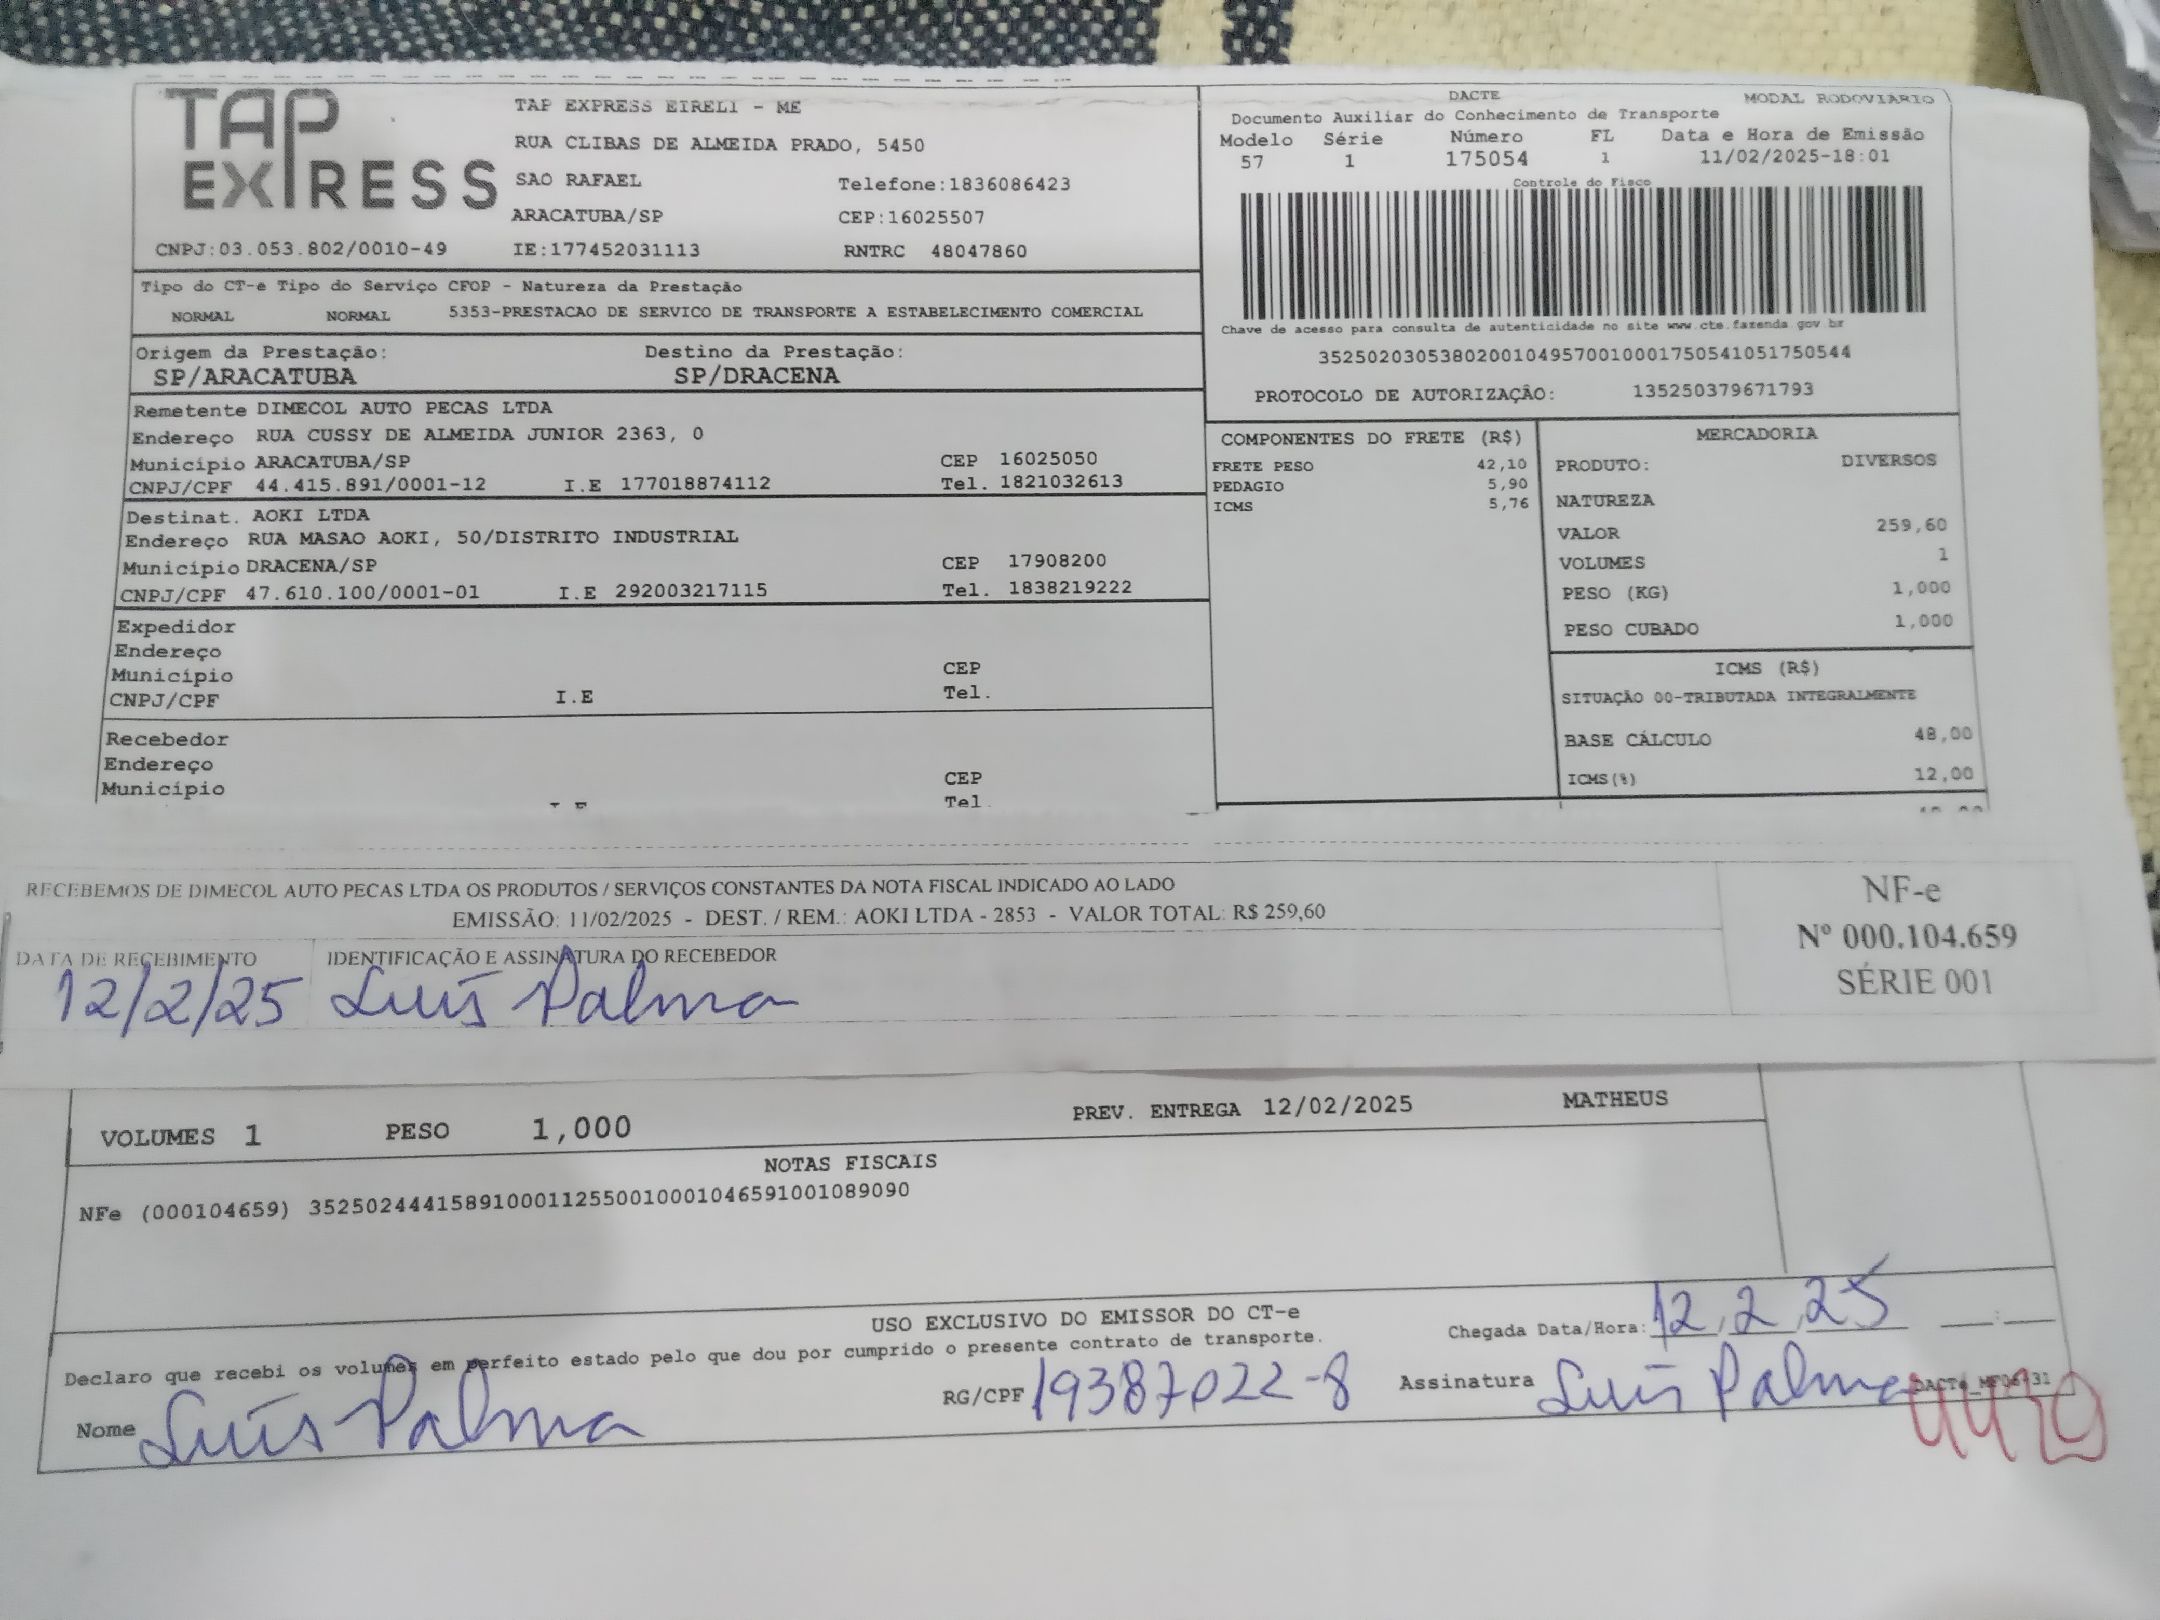 TAP EXPRESS
TAP EXPRESS EIRELI - ME
RUA CLIBAS DE ALMEIDA PRADO, 5450
SAO RAFAEL Telefone:1836086423
ARACATUBA/SP CEP:16025507
CNPJ:03.053.802/0010-49 IE:177452031113 RNTRC 48047860
DACTE MODAL RODOVIÁRIO
Documento Auxiliar do Conhecimento de Transporte
Modelo Série Número FL Data e Hora de Emissão
57 1 175054 1 11/02/2025-18:01
Controle do Fisco
Chave de acesso para consulta de autenticidade no site www.cte.fazenda.gov.br
35250203053802001049570010001750541051750544
PROTOCOLO DE AUTORIZAÇÃO: 135250379671793
Tipo do CT-e Tipo do Serviço CFOP - Natureza da Prestação
NORMAL NORMAL 5353-PRESTACAO DE SERVICO DE TRANSPORTE A ESTABELECIMENTO COMERCIAL
Origem da Prestação: Destino da Prestação:
SP/ARACATUBA SP/DRACENA
Remetente DIMECOL AUTO PECAS LTDA
Endereço RUA CUSSY DE ALMEIDA JUNIOR 2363, 0
Município ARACATUBA/SP CEP 16025050
CNPJ/CPF 44.415.891/0001-12 I.E 177018874112 Tel. 1821032613
Destinat. AOKI LTDA
Endereço RUA MASAO AOKI, 50/DISTRITO INDUSTRIAL
Município DRACENA/SP CEP 17908200
CNPJ/CPF 47.610.100/0001-01 I.E 292003217115 Tel. 1838219222
Expedidor
Endereço
Município CEP
CNPJ/CPF I.E Tel.
Recebedor
Endereço
Município CEP
Tel.
COMPONENTES DO FRETE (R$)
FRETE PESO 42,10
PEDAGIO 5,90
ICMS 5,76
MERCADORIA
PRODUTO: DIVERSOS
NATUREZA
VALOR 259,60
VOLUMES 1
PESO (KG) 1,000
PESO CUBADO 1,000
ICMS (R$)
SITUAÇÃO 00-TRIBUTADA INTEGRALMENTE
BASE CÁLCULO 48,00
ICMS(%) 12,00
RECEBEMOS DE DIMECOL AUTO PECAS LTDA OS PRODUTOS / SERVIÇOS CONSTANTES DA NOTA FISCAL INDICADO AO LADO
EMISSÃO: 11/02/2025 - DEST. / REM.: AOKI LTDA - 2853 - VALOR TOTAL: R$ 259,60
DATA DE RECEBIMENTO IDENTIFICAÇÃO E ASSINATURA DO RECEBEDOR
12/2/25 Luís Palma
NF-e
Nº 000.104.659
SÉRIE 001
VOLUMES 1 PESO 1,000 PREV. ENTREGA 12/02/2025 MATHEUS
NOTAS FISCAIS
NFe (000104659) 35250244415891000112550010001046591001089090
USO EXCLUSIVO DO EMISSOR DO CT-e
Declaro que recebi os volumes em perfeito estado pelo que dou por cumprido o presente contrato de transporte.
Chegada Data/Hora: 12,2,25
Nome Luís Palma RG/CPF 19387022-8 Assinatura Luís Palma